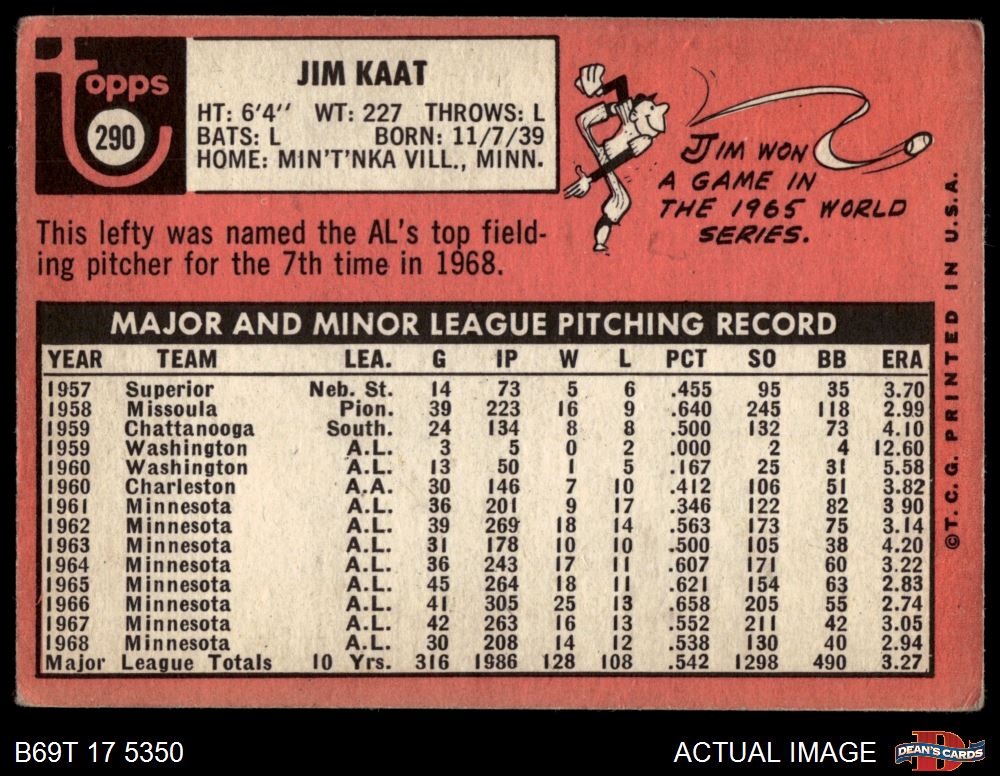 topps
290
JIM KAAT
HT: 6'4'' WT: 227 THROWS: L
BATS: L BORN: 11/7/39
HOME: MIN'T'NKA VILL., MINN.
JIM WON
A GAME IN
THE 1965 WORLD
SERIES.
This lefty was named the AL's top field-
ing pitcher for the 7th time in 1968.
MAJOR AND MINOR LEAGUE PITCHING RECORD
YEAR TEAM LEA. G IP W L PCT SO BB ERA
1957 Superior Neb. St. 14 73 5 6 .455 95 35 3.70
1958 Missoula Pion. 39 223 16 9 .640 245 118 2.99
1959 Chattanooga South. 24 134 8 8 .500 132 73 4.10
1959 Washington A.L. 3 5 0 2 .000 2 4 12.60
1960 Washington A.L. 13 50 1 5 .167 25 31 5.58
1960 Charleston A.A. 30 146 7 10 .412 106 51 3.82
1961 Minnesota A.L. 36 201 9 17 .346 122 82 3.90
1962 Minnesota A.L. 39 269 18 14 .563 173 75 3.14
1963 Minnesota A.L. 31 178 10 10 .500 105 38 4.20
1964 Minnesota A.L. 36 243 17 11 .607 171 60 3.22
1965 Minnesota A.L. 45 264 18 11 .621 154 63 2.83
1966 Minnesota A.L. 41 305 25 13 .658 205 55 2.74
1967 Minnesota A.L. 42 263 16 13 .552 211 42 3.05
1968 Minnesota A.L. 30 208 14 12 .538 130 40 2.94
Major League Totals 10 Yrs. 316 1986 128 108 .542 1298 490 3.27
©T. C. G. PRINTED IN U.S.A.
B69T 17 5350
ACTUAL IMAGE
D
DEAN'S CARDS